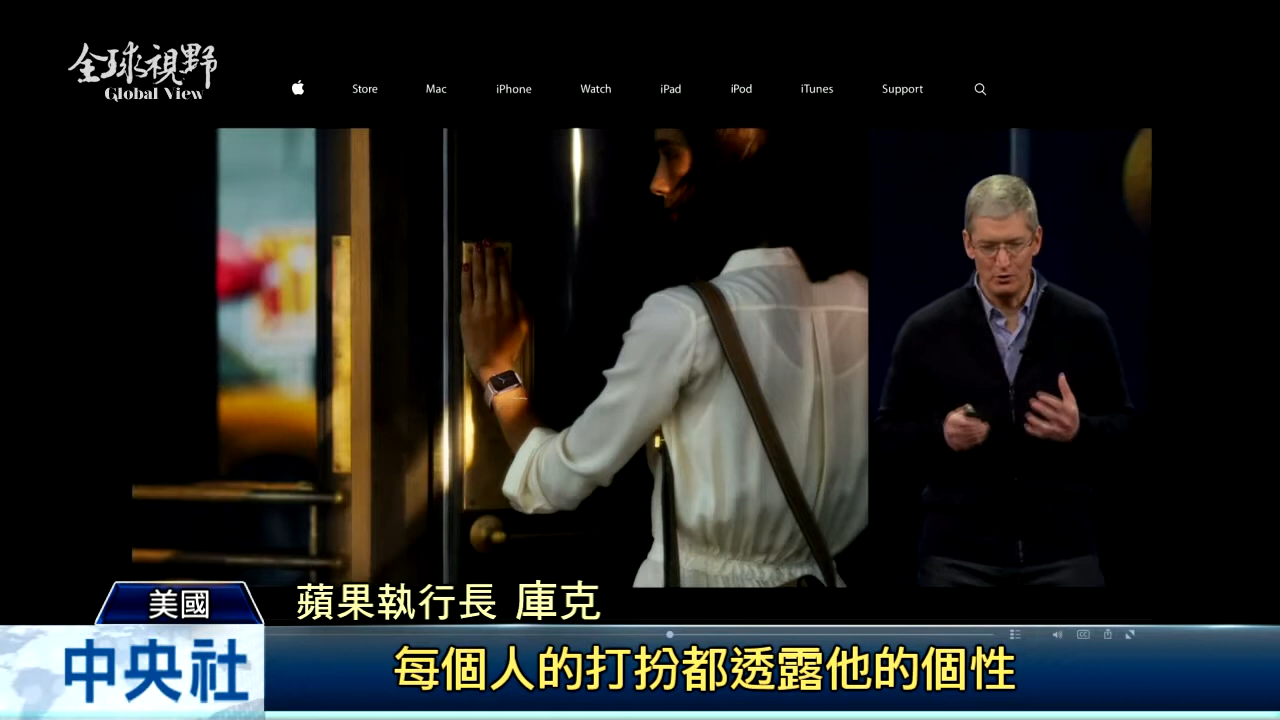 全球視野
Global View
Store Mac iPhone Watch iPad iPod iTunes Support
美國
蘋果執行長 庫克
CC
中央社
每個人的打扮都透露他的個性